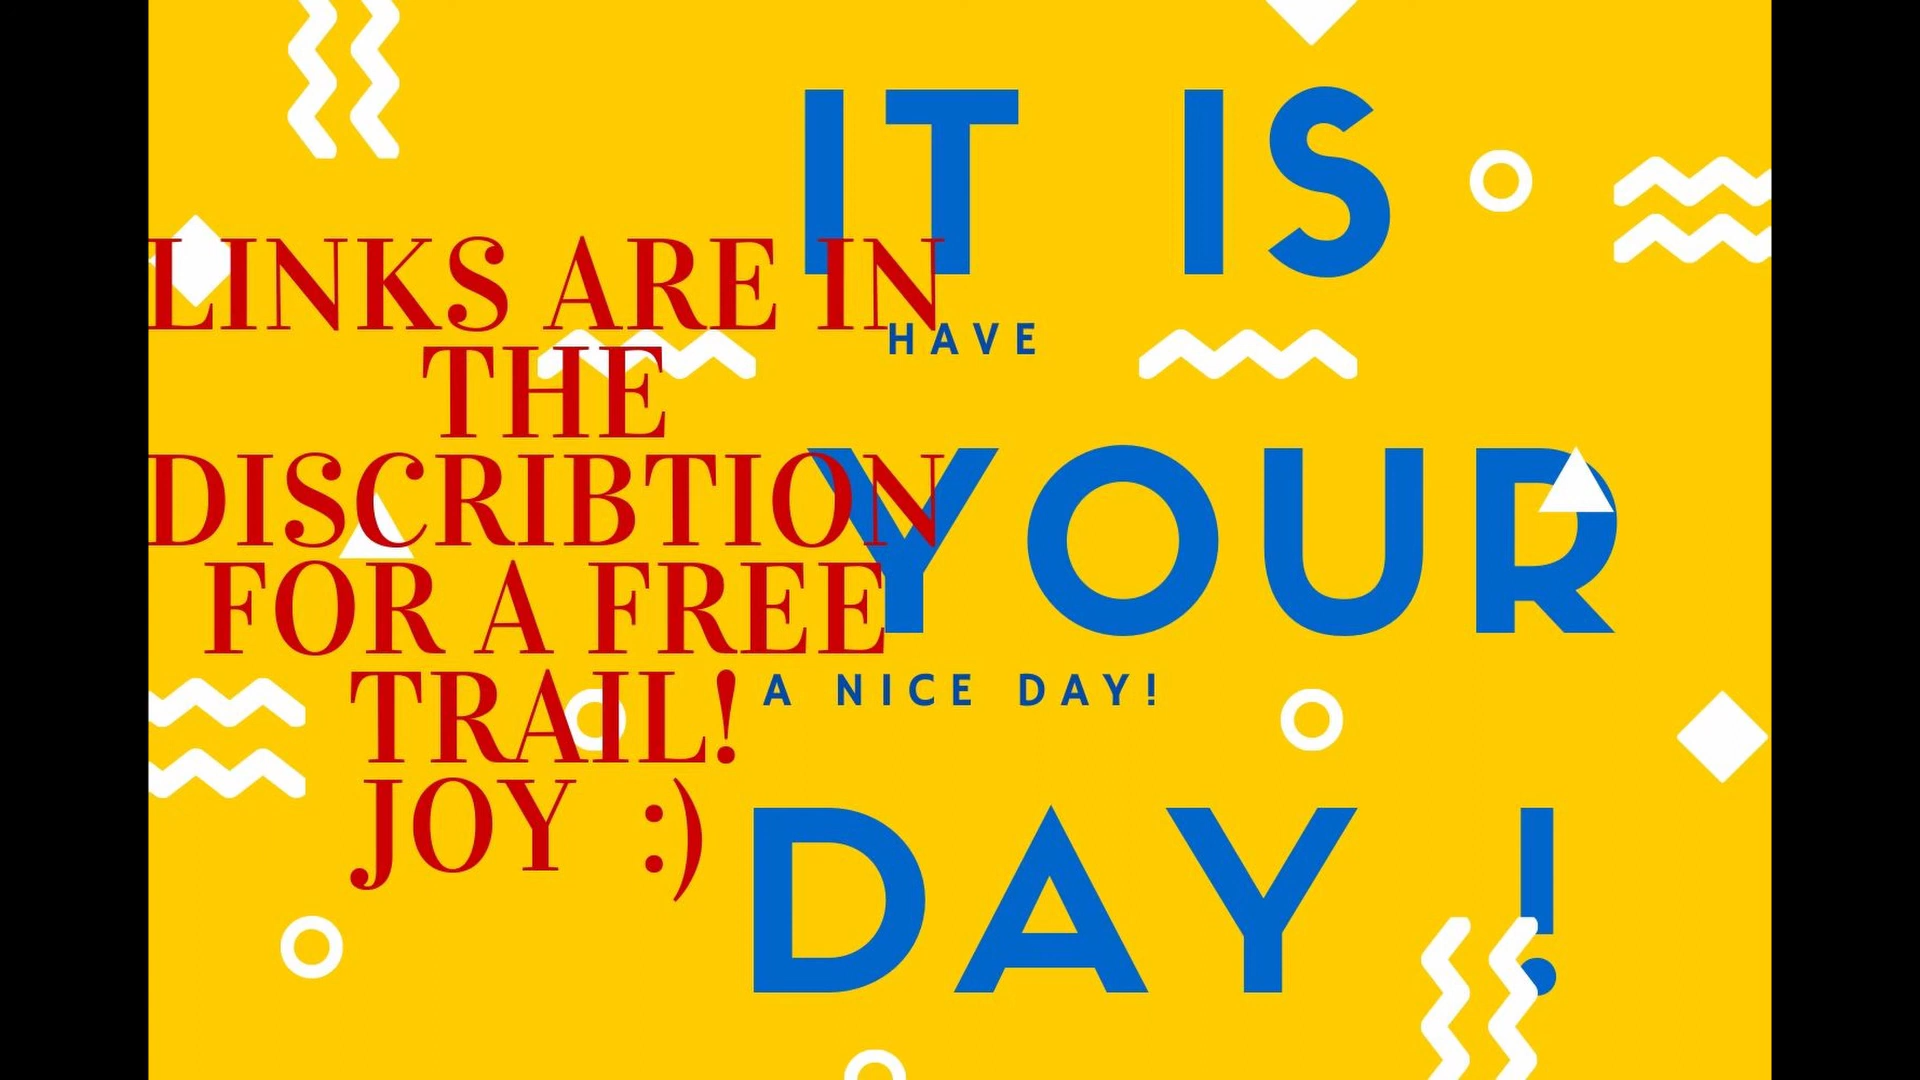 IT IS
HAVE
YOUR
A NICE DAY!
DAY !
LINKS ARE IN
THE
DISCRIBTION
FOR A FREE
TRAIL!
JOY :)